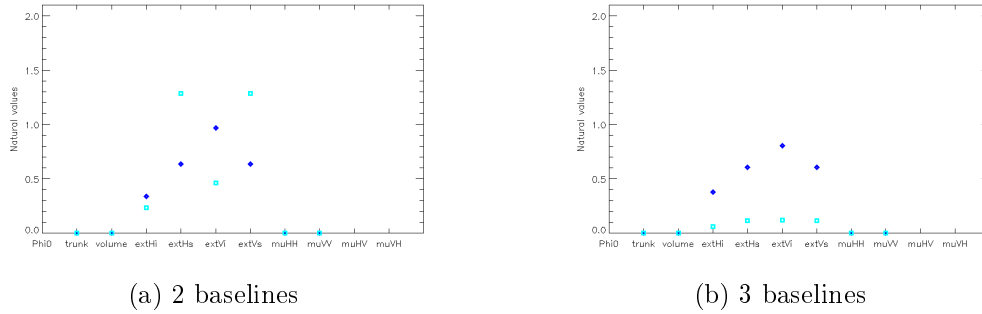 2.0
1.5
1.0
0.5
0.0
Natural values
Phi0 trunk volume extHi extHs extVi extVs muHH muVV muHV muVH
(a) 2 baselines
2.0
1.5
1.0
0.5
0.0
Natural values
Phi0 trunk volume extHi extHs extVi extVs muHH muVV muHV muVH
(b) 3 baselines